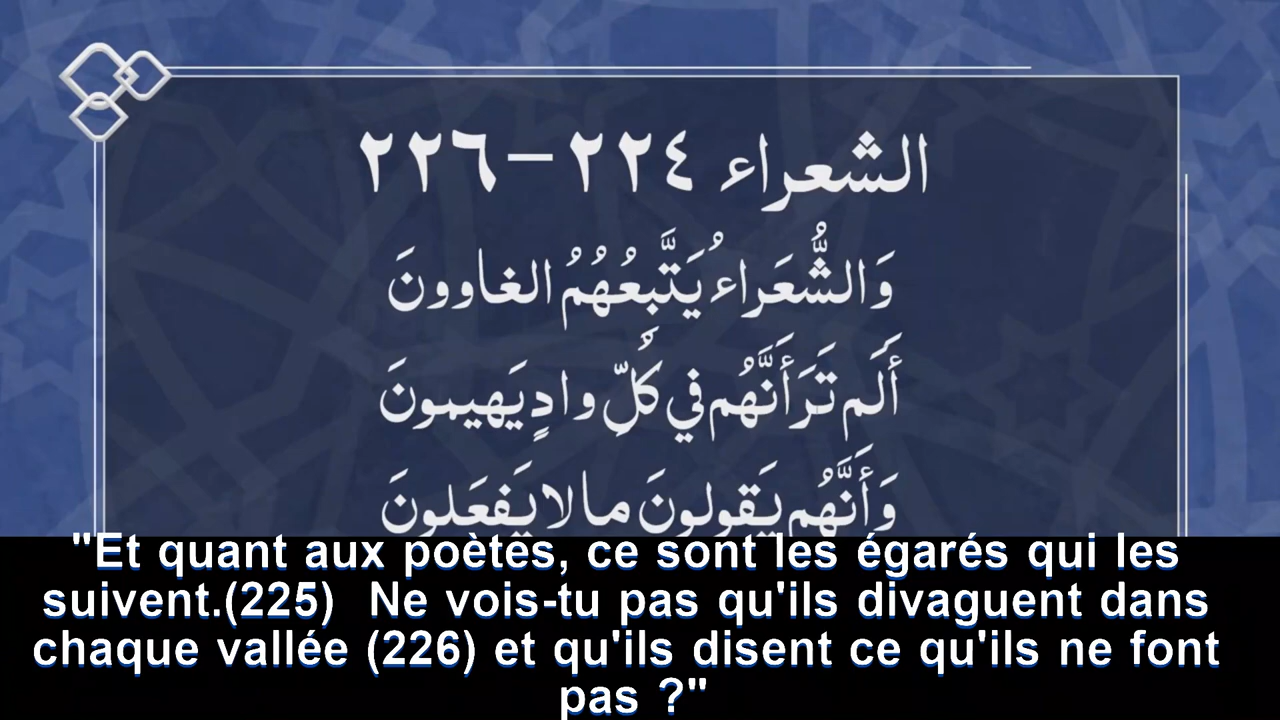 الشعراء ٢٢٤-٢٢٦
وَالشُّعَرَاءُ يَتَّبِعُهُمُ الغاوونَ
أَلَم تَرَ أَنَّهُم في كُلِّ وادٍ يَهيمونَ
وَأَنَّهُم يَقولونَ ما لا يَفعَلونَ
"Et quant aux poètes, ce sont les égarés qui les
suivent.(225)  Ne vois-tu pas qu'ils divaguent dans
chaque vallée (226) et qu'ils disent ce qu'ils ne font
pas ?"